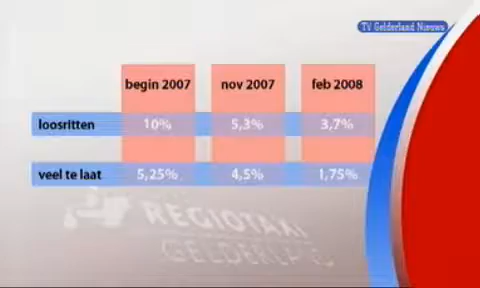 TV Gelderland Nieuws
begin 2007 nov 2007 feb 2008
loosritten 10% 5,3% 3,7%
veel te laat 5,25% 4,5% 1,75%
REGIOTAXI